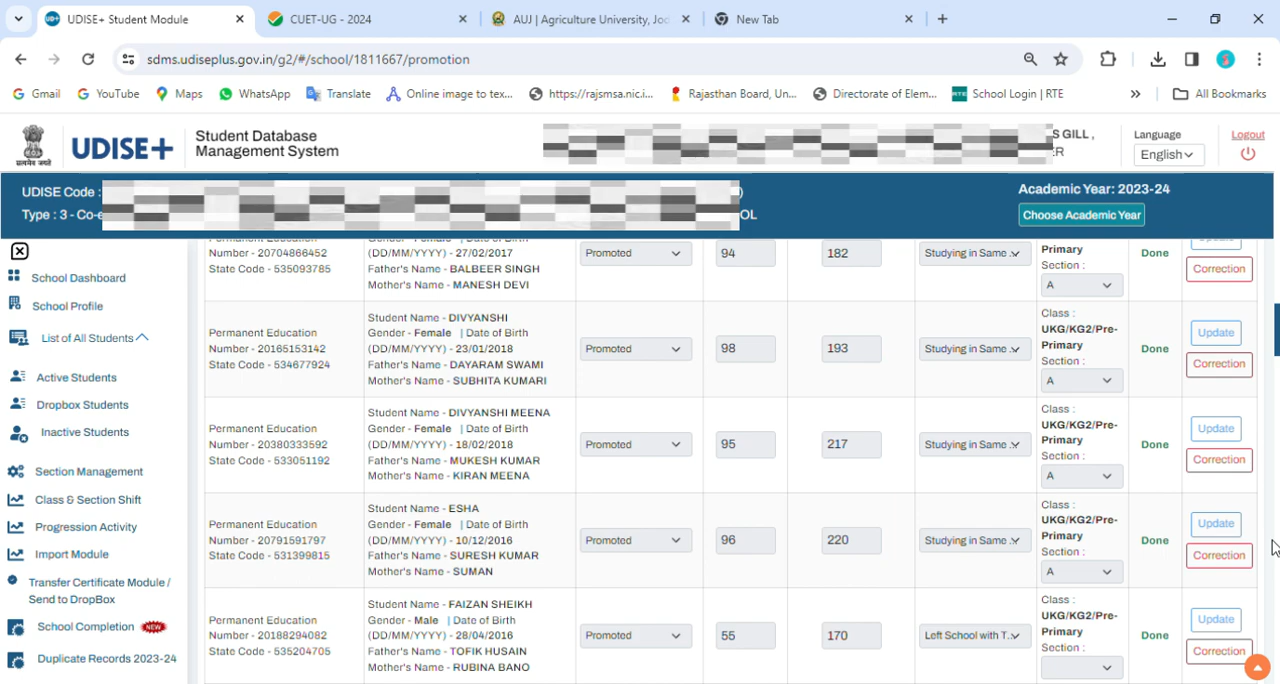 UDISE+ Student Module
CUET-UG - 2024
AUJ | Agriculture University, Jod
New Tab
sdms.udiseplus.gov.in/g2/#/school/1811667/promotion
Gmail
YouTube
Maps
WhatsApp
Translate
Online image to tex...
https://rajsmsa.nic.i...
Rajasthan Board, Un...
Directorate of Elem...
School Login | RTE
»
All Bookmarks
सत्यमेव जयते
UDISE+
Student Database
Management System
S GILL ,
ER
Language
English
Logout
UDISE Code :
Type : 3 - Co-e
OL
Academic Year: 2023-24
Choose Academic Year
School Dashboard
School Profile
List of All Students
Active Students
Dropbox Students
Inactive Students
Section Management
Class & Section Shift
Progression Activity
Import Module
Transfer Certificate Module /
Send to DropBox
School Completion NEW
Duplicate Records 2023-24
Permanent Education
Number - 20704866452
State Code - 535093785
Gender - Female | Date of Birth
(DD/MM/YYYY) - 27/02/2017
Father's Name - BALBEER SINGH
Mother's Name - MANESH DEVI
Promoted
94
182
Studying in Same .
Primary
Section :
A
Done
Update
Correction
Permanent Education
Number - 20165153142
State Code - 534677924
Student Name - DIVYANSHI
Gender - Female | Date of Birth
(DD/MM/YYYY) - 23/01/2018
Father's Name - DAYARAM SWAMI
Mother's Name - SUBHITA KUMARI
Promoted
98
193
Studying in Same .
Class :
UKG/KG2/Pre-
Primary
Section :
A
Done
Update
Correction
Permanent Education
Number - 20380333592
State Code - 533051192
Student Name - DIVYANSHI MEENA
Gender - Female | Date of Birth
(DD/MM/YYYY) - 18/02/2018
Father's Name - MUKESH KUMAR
Mother's Name - KIRAN MEENA
Promoted
95
217
Studying in Same .
Class :
UKG/KG2/Pre-
Primary
Section :
A
Done
Update
Correction
Permanent Education
Number - 20791591797
State Code - 531399815
Student Name - ESHA
Gender - Female | Date of Birth
(DD/MM/YYYY) - 10/12/2016
Father's Name - SURESH KUMAR
Mother's Name - SUMAN
Promoted
96
220
Studying in Same .
Class :
UKG/KG2/Pre-
Primary
Section :
A
Done
Update
Correction
Permanent Education
Number - 20188294082
State Code - 535204705
Student Name - FAIZAN SHEIKH
Gender - Male | Date of Birth
(DD/MM/YYYY) - 28/04/2016
Father's Name - TOFIK HUSAIN
Mother's Name - RUBINA BANO
Promoted
55
170
Left School with T.
Class :
UKG/KG2/Pre-
Primary
Section :
Done
Update
Correction